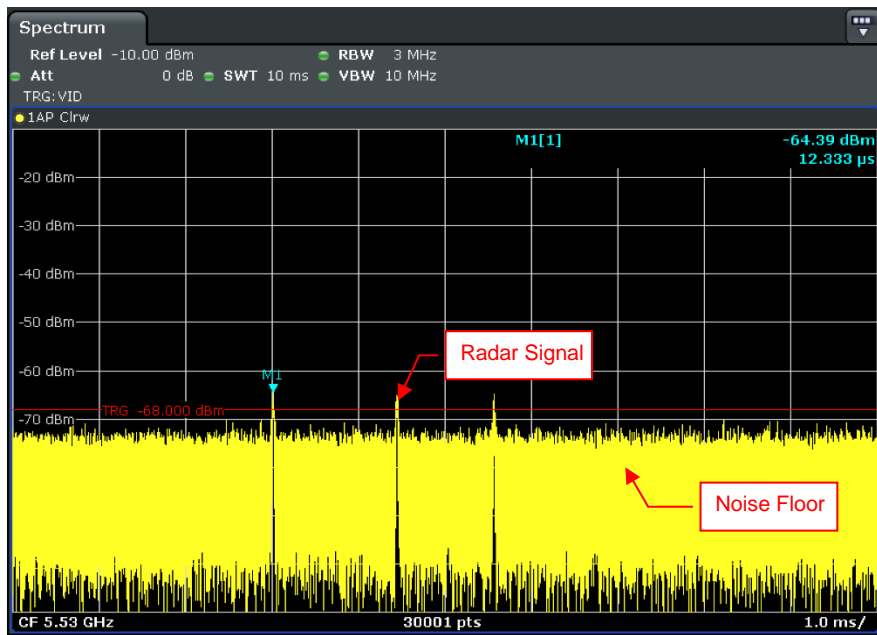 Spectrum
Ref Level -10.00 dBm RBW 3 MHz
Att 0 dB SWT 10 ms VBW 10 MHz
TRG:VID
1AP Clrw
M1[1] -64.39 dBm
12.333 µs
-20 dBm
-30 dBm
-40 dBm
-50 dBm
Radar Signal
-60 dBm
M1
TRG -68.000 dBm
-70 dBm
Noise Floor
CF 5.53 GHz 30001 pts 1.0 ms/